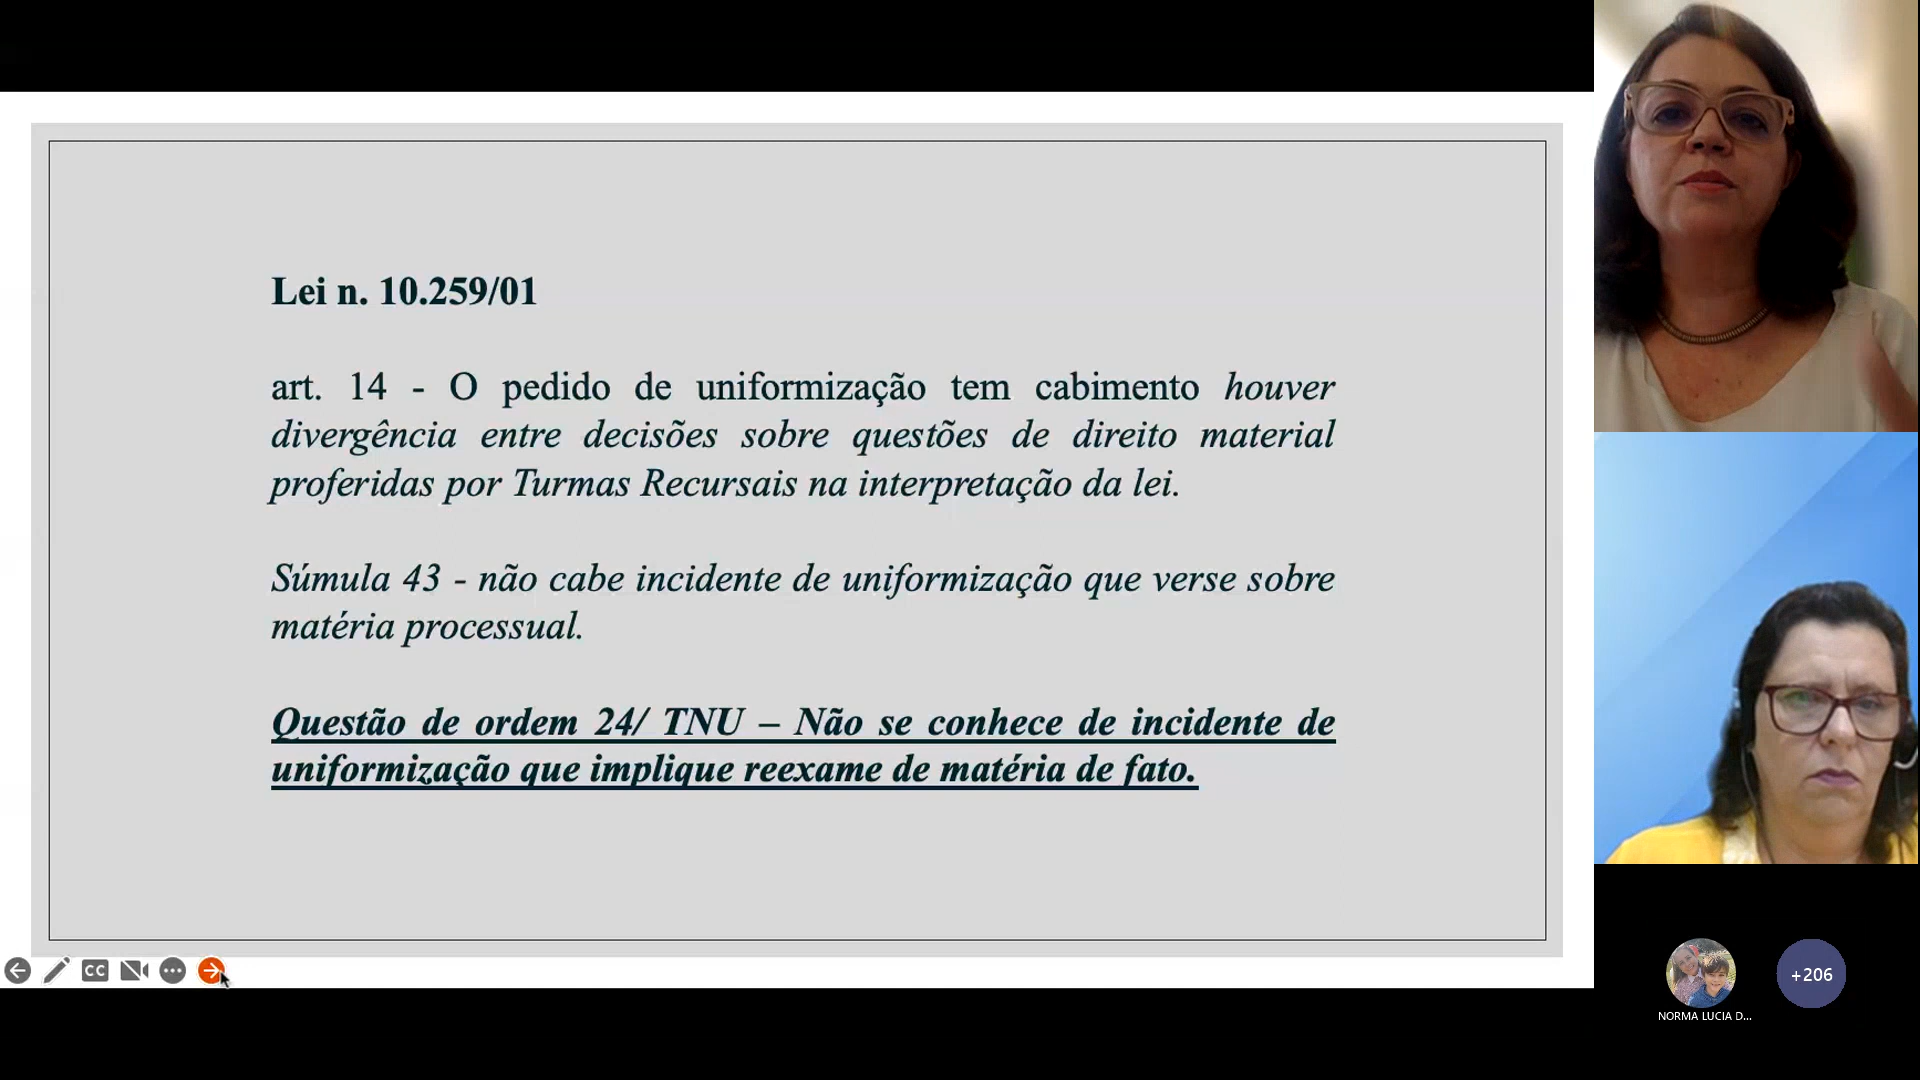 Lei n. 10.259/01
art. 14 - O pedido de uniformização tem cabimento houver
divergência entre decisões sobre questões de direito material
proferidas por Turmas Recursais na interpretação da lei.
Súmula 43 - não cabe incidente de uniformização que verse sobre
matéria processual.
Questão de ordem 24/ TNU – Não se conhece de incidente de
uniformização que implique reexame de matéria de fato.
CC
+206
NORMA LUCIA D...